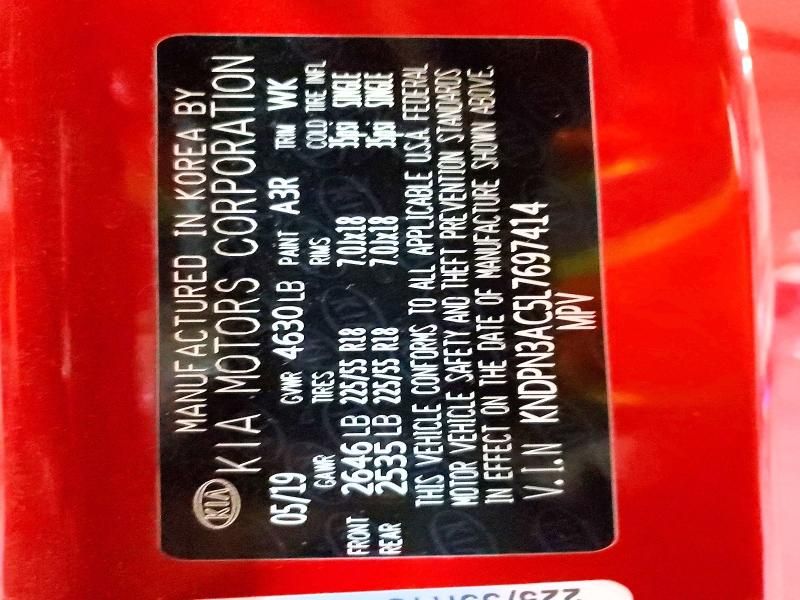 KIA
MANUFACTURED IN KOREA BY
KIA MOTORS CORPORATION
05/19 GVWR 4630LB PAINT A3R TRIM WK
GAWR TIRES RIMS COLD TIRE INFL
FRONT 2646LB 225/55 R18 7.0Jx18 35psi SINGLE
REAR 2535LB 225/55 R18 7.0Jx18 35psi SINGLE
THIS VEHICLE CONFORMS TO ALL APPLICABLE U.S.A. FEDERAL
MOTOR VEHICLE SAFETY AND THEFT PREVENTION STANDARDS
IN EFFECT ON THE DATE OF MANUFACTURE SHOWN ABOVE.
V.I.N KNDPN3AC5L7697414
MPV